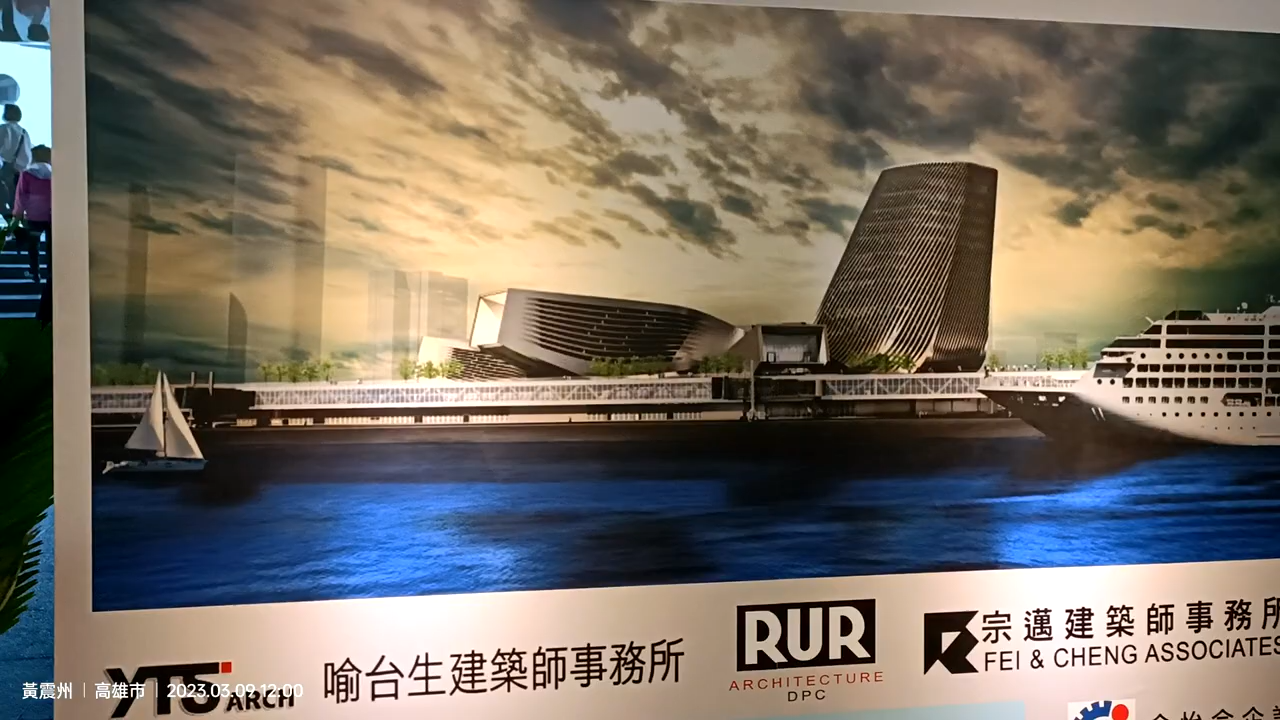 YTS ARCH
喻台生建築師事務所
RUR
ARCHITECTURE
DPC
宗邁建築師事務所
FEI & CHENG ASSOCIATES
黃震州 | 高雄市 | 2023.03.09 12:00